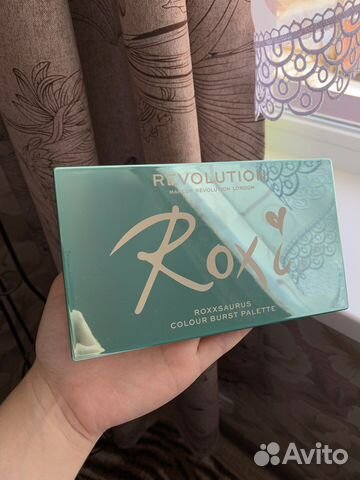 REVOLUTION
MAKEUP REVOLUTION LONDON
Roxi
ROXXSAURUS
COLOUR BURST PALETTE
Avito